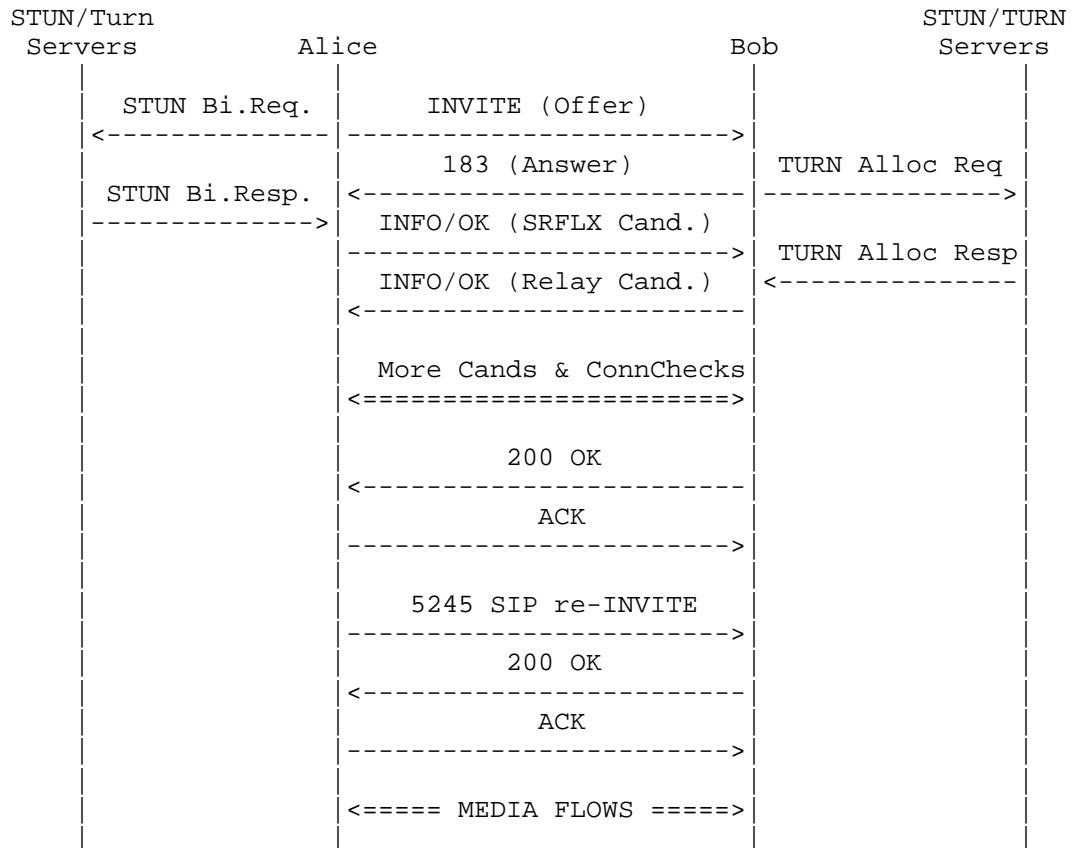 STUN/Turn STUN/TURN
Servers Alice Bob Servers
STUN Bi.Req. INVITE (Offer)
183 (Answer) TURN Alloc Req
STUN Bi.Resp.
INFO/OK (SRFLX Cand.)
TURN Alloc Resp
INFO/OK (Relay Cand.)
More Cands & ConnChecks
200 OK
ACK
5245 SIP re-INVITE
200 OK
ACK
MEDIA FLOWS